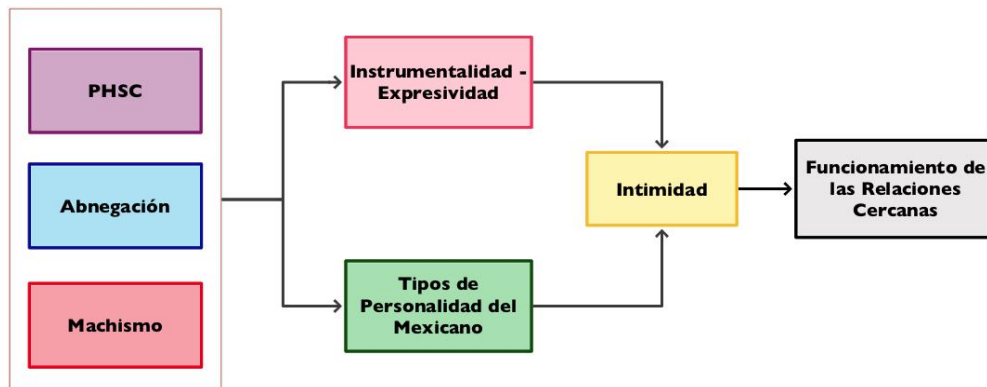 PHSC
Abnegación
Machismo
Instrumentalidad -
Expresividad
Tipos de
Personalidad del
Mexicano
Intimidad
Funcionamiento de
las Relaciones
Cercanas